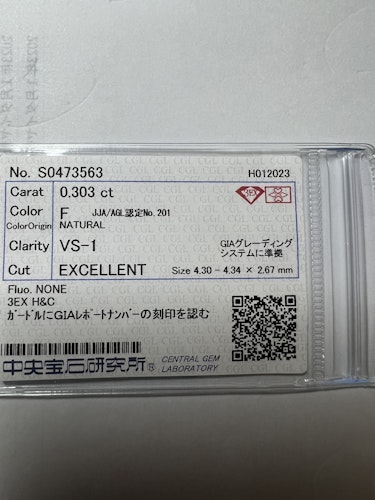 No. S0473563 H012023
Carat 0.303 ct
Color F JJA/AGL認定No.201
ColorOrigin NATURAL
Clarity VS-1 GIAグレーディング
システムに準拠
Cut EXCELLENT Size 4.30 - 4.34 × 2.67 mm
Fluo. NONE
3EX H&C
ガードルにGIAレポートナンバーの刻印を認む
中央宝石研究所® CENTRAL GEM
LABORATORY